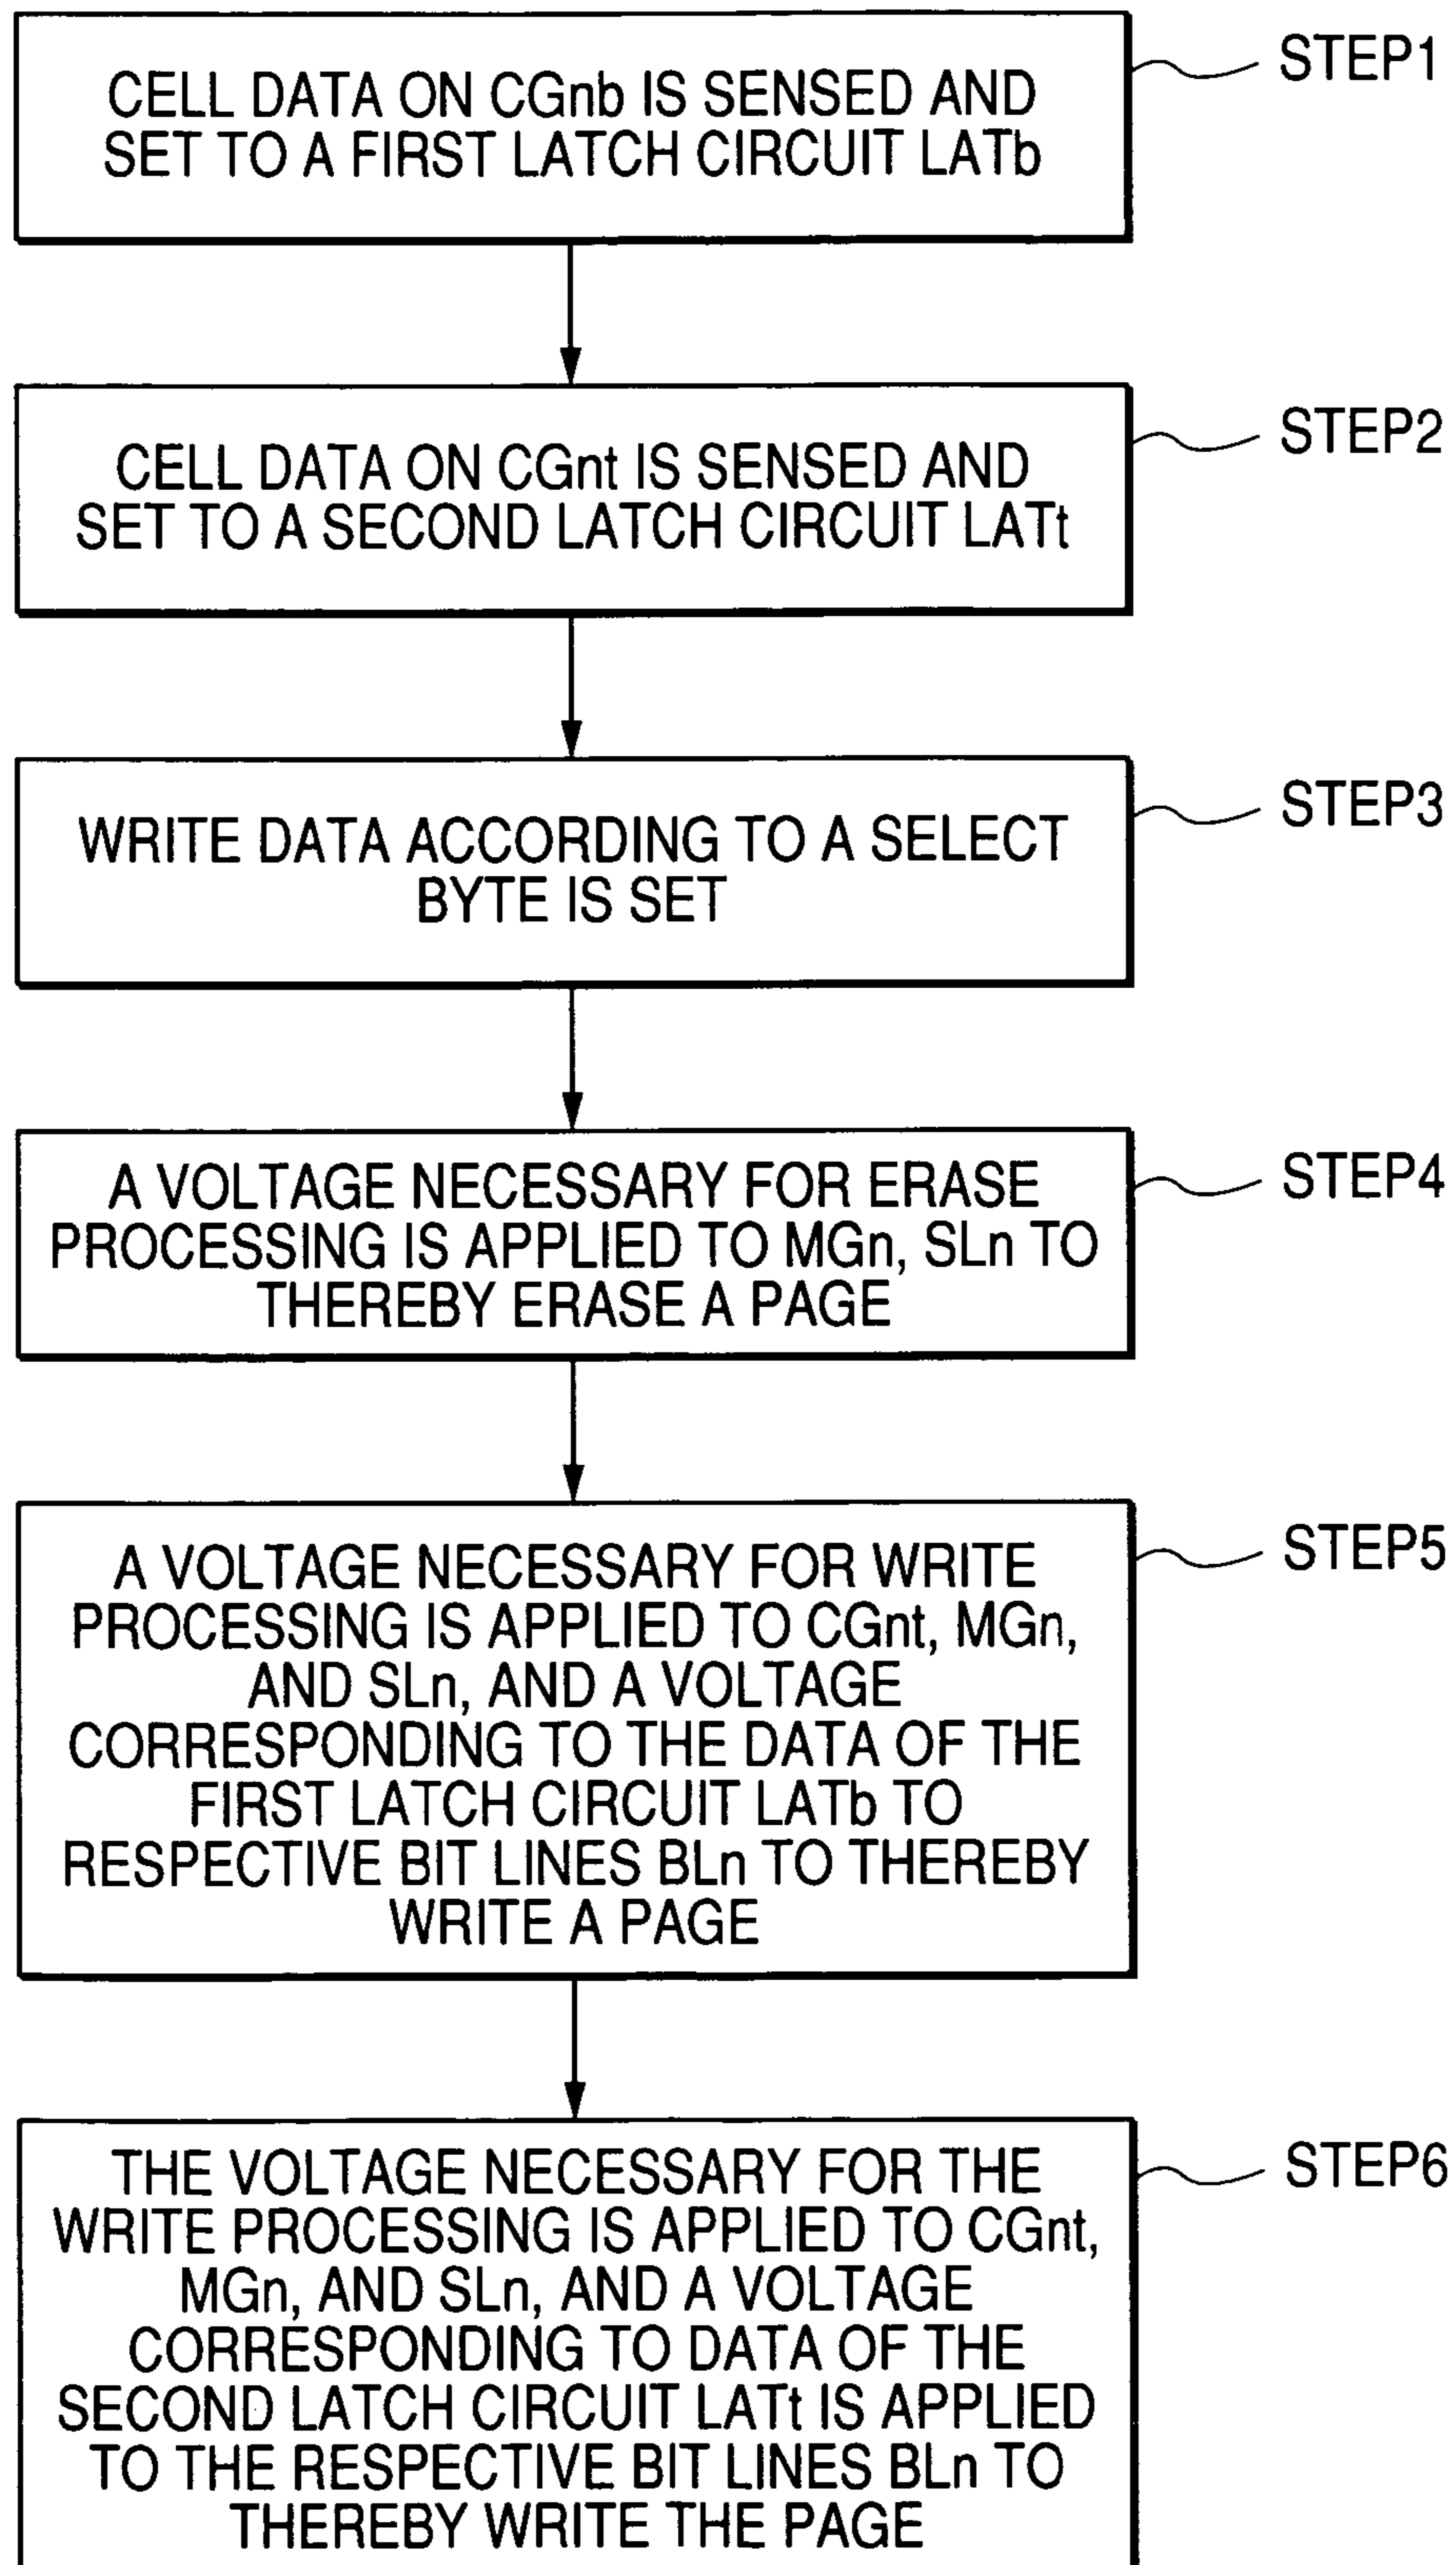 CELL DATA ON CGnb IS SENSED AND
SET TO A FIRST LATCH CIRCUIT LATb
STEP1
CELL DATA ON CGnt IS SENSED AND
SET TO A SECOND LATCH CIRCUIT LATt
STEP2
WRITE DATA ACCORDING TO A SELECT
BYTE IS SET
STEP3
A VOLTAGE NECESSARY FOR ERASE
PROCESSING IS APPLIED TO MGn, SLn TO
THEREBY ERASE A PAGE
STEP4
A VOLTAGE NECESSARY FOR WRITE
PROCESSING IS APPLIED TO CGnt, MGn,
AND SLn, AND A VOLTAGE
CORRESPONDING TO THE DATA OF THE
FIRST LATCH CIRCUIT LATb TO
RESPECTIVE BIT LINES BLn TO THEREBY
WRITE A PAGE
STEP5
THE VOLTAGE NECESSARY FOR THE
WRITE PROCESSING IS APPLIED TO CGnt,
MGn, AND SLn, AND A VOLTAGE
CORRESPONDING TO DATA OF THE
SECOND LATCH CIRCUIT LATt IS APPLIED
TO THE RESPECTIVE BIT LINES BLn TO
THEREBY WRITE THE PAGE
STEP6